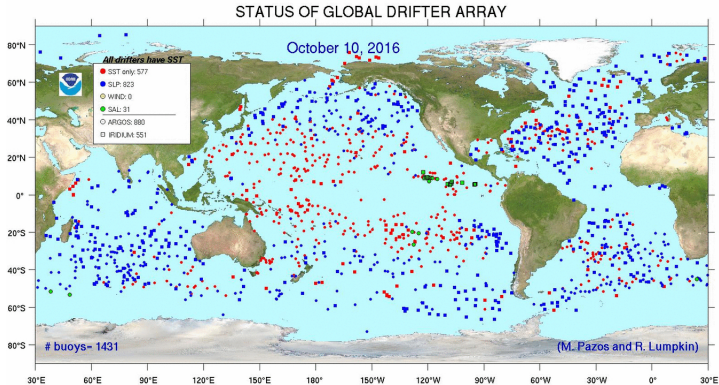 STATUS OF GLOBAL DRIFTER ARRAY
October 10, 2016
All drifters have SST
SST only: 577
SLP: 823
WIND: 0
SAL: 31
ARGOS: 880
IRIDIUM: 551
80°N
60°N
40°N
20°N
0°
20°S
40°S
60°S
80°S
# buoys= 1431
(M. Pazos and R. Lumpkin)
30°E 60°E 90°E 120°E 150°E 180° 150°W 120°W 90°W 60°W 30°W 0° 30°E